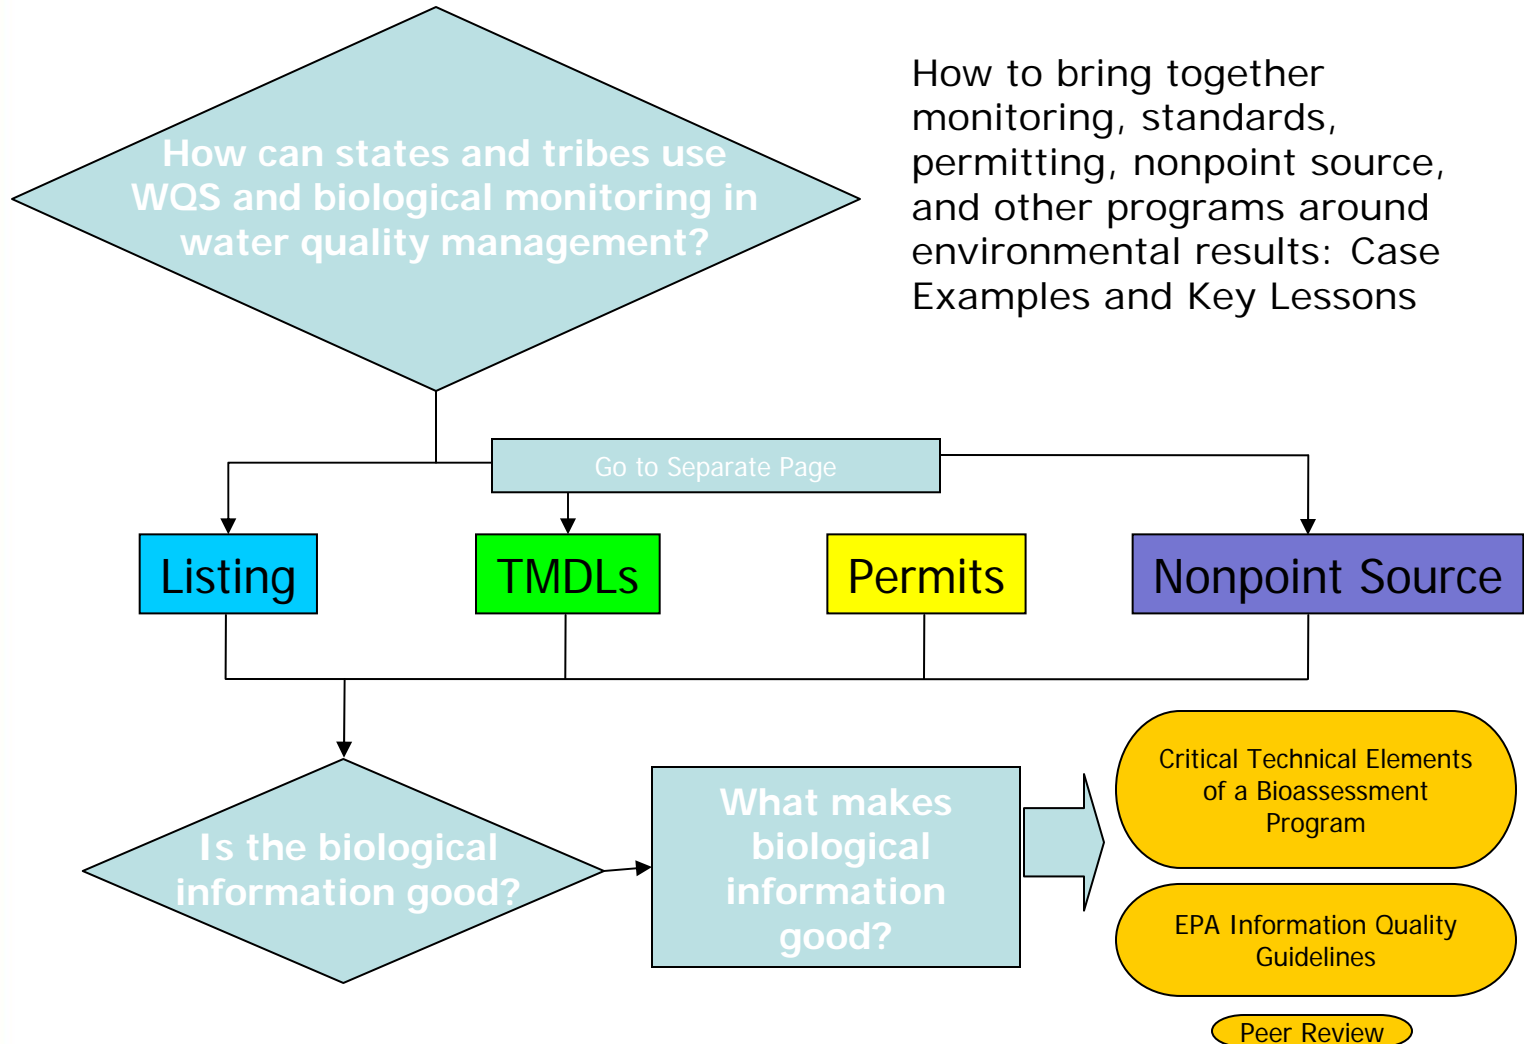 How can states and tribes use
WQS and biological monitoring in
water quality management?
How to bring together
monitoring, standards,
permitting, nonpoint source,
and other programs around
environmental results: Case
Examples and Key Lessons
Go to Separate Page
Listing
TMDLs
Permits
Nonpoint Source
Is the biological
information good?
What makes
biological
information
good?
Critical Technical Elements
of a Bioassessment
Program
EPA Information Quality
Guidelines
Peer Review